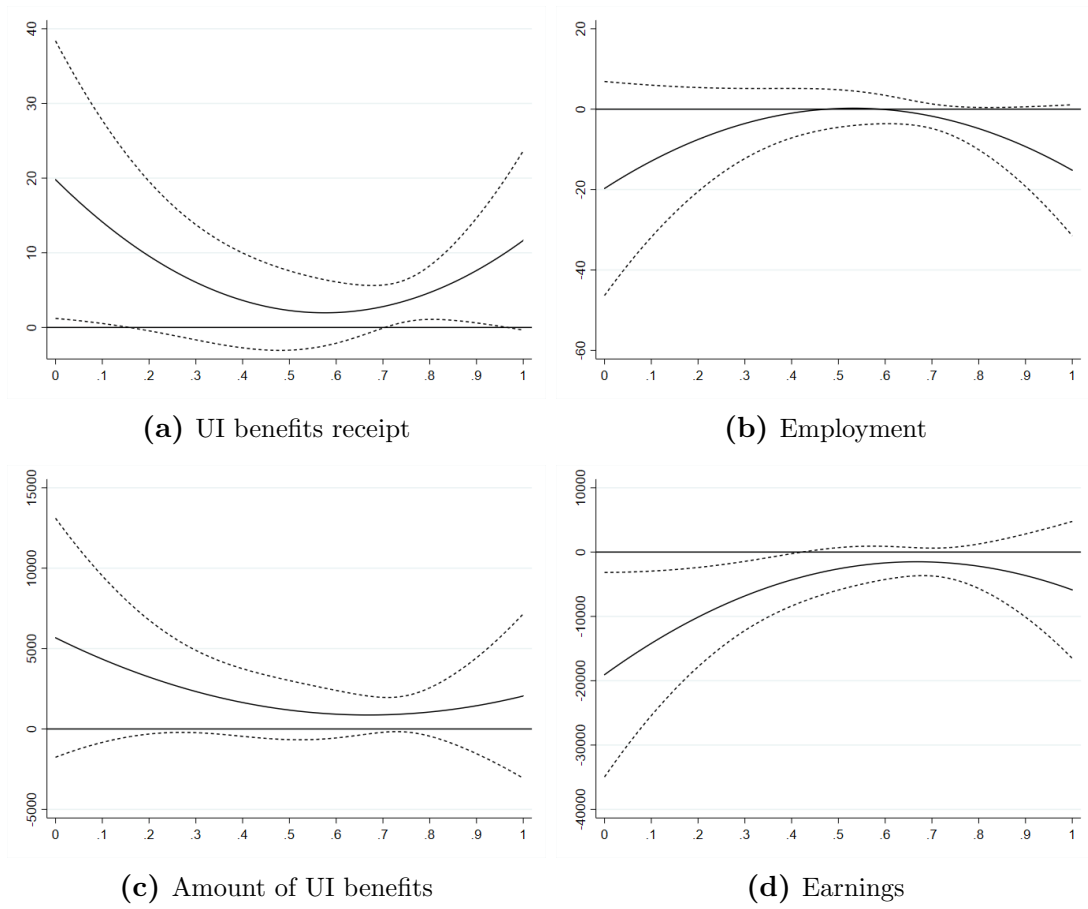 40
30
20
10
0
0 .1 .2 .3 .4 .5 .6 .7 .8 .9 1
(a) UI benefits receipt
20
0
-20
-40
-60
0 .1 .2 .3 .4 .5 .6 .7 .8 .9 1
(b) Employment
15000
10000
5000
0
-5000
0 .1 .2 .3 .4 .5 .6 .7 .8 .9 1
(c) Amount of UI benefits
10000
0
-10000
-20000
-30000
-40000
0 .1 .2 .3 .4 .5 .6 .7 .8 .9 1
(d) Earnings